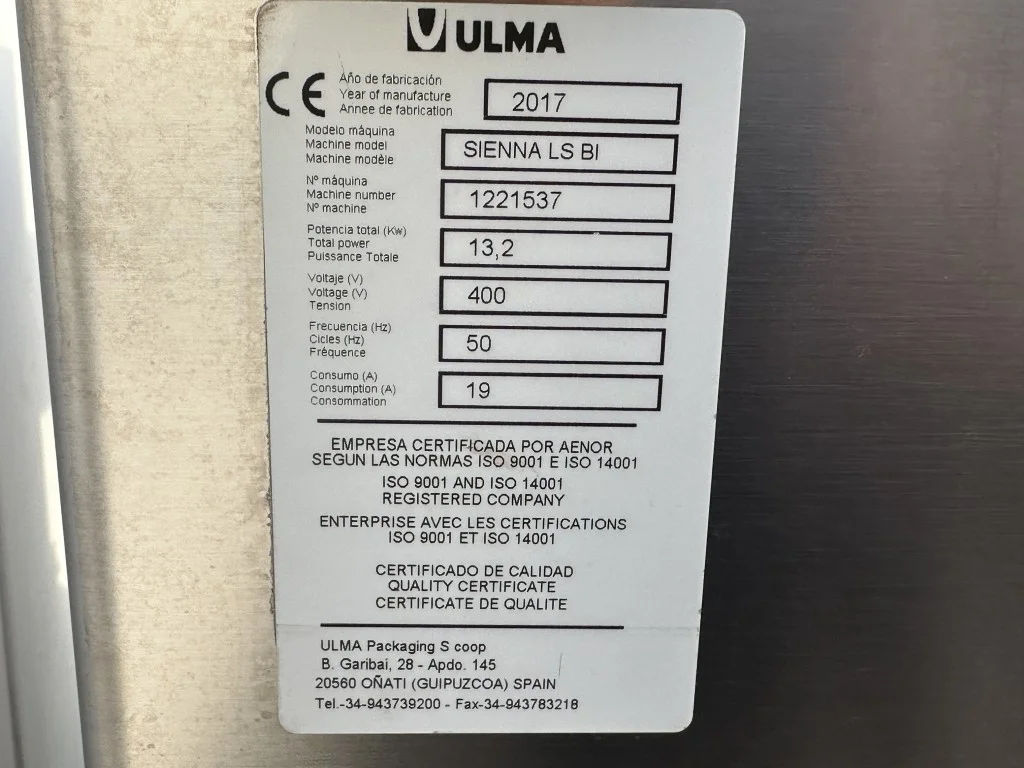 ULMA
CE
Año de fabricación
Year of manufacture
Annee de fabrication
2017
Modelo máquina
Machine model
Machine modèle
SIENNA LS BI
Nº máquina
Machine number
Nº machine
1221537
Potencia total (Kw)
Total power
Puissance Totale
13,2
Voltaje (V)
Voltage (V)
Tension
400
Frecuencia (Hz)
Cicles (Hz)
Fréquence
50
Consumo (A)
Consumption (A)
Consommation
19
EMPRESA CERTIFICADA POR AENOR
SEGUN LAS NORMAS ISO 9001 E ISO 14001
ISO 9001 AND ISO 14001
REGISTERED COMPANY
ENTERPRISE AVEC LES CERTIFICATIONS
ISO 9001 ET ISO 14001
CERTIFICADO DE CALIDAD
QUALITY CERTIFICATE
CERTIFICATE DE QUALITE
ULMA Packaging S coop
B. Garibai, 28 - Apdo. 145
20560 OÑATI (GUIPUZCOA) SPAIN
Tel.-34-943739200 - Fax-34-943783218